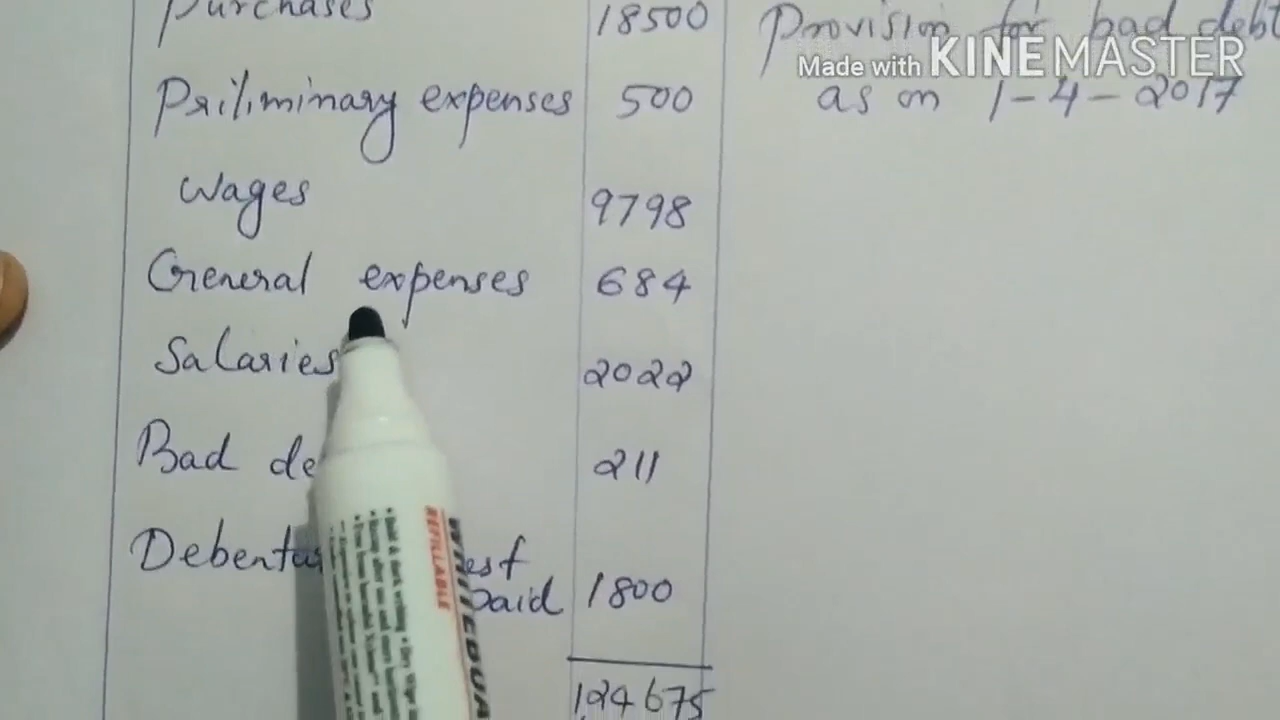 Purchases 18500
Provision for bad debt
Made with KINEMASTER
Priliminary expenses 500
as on 1-4-2017
Wages 9798
General expenses 684
Salaries 2022
Bad de 211
Debentu est
paid 1800
124675
REFILLABLE